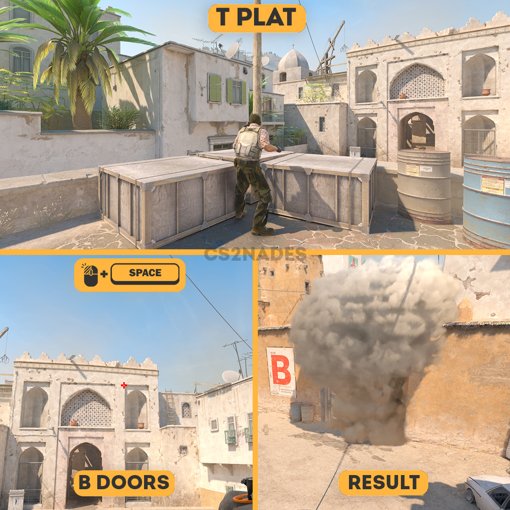 T PLAT
CS2NADES
+ SPACE
B
B DOORS
RESULT